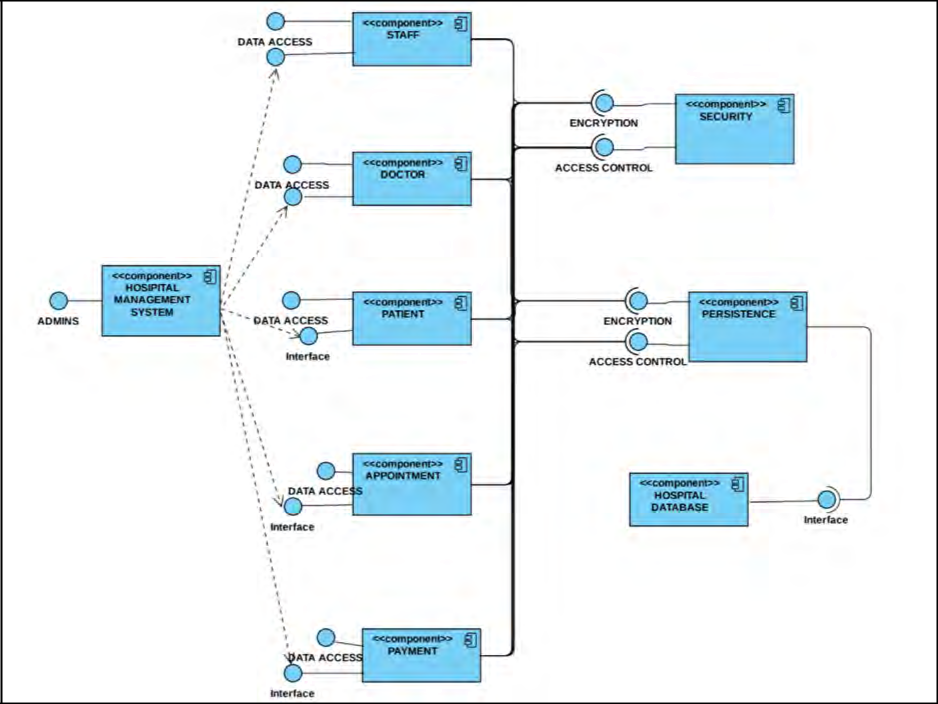 <<component>>
STAFF
DATA ACCESS
<<component>>
SECURITY
ENCRYPTION
ACCESS CONTROL
<<component>>
DOCTOR
DATA ACCESS
<<component>>
HOSIPITAL
MANAGEMENT
SYSTEM
ADMINS
<<component>>
PATIENT
DATA ACCESS
Interface
<<component>>
PERSISTENCE
ENCRYPTION
ACCESS CONTROL
<<component>>
APPOINTMENT
DATA ACCESS
Interface
<<component>>
HOSPITAL
DATABASE
Interface
<<component>>
PAYMENT
DATA ACCESS
Interface